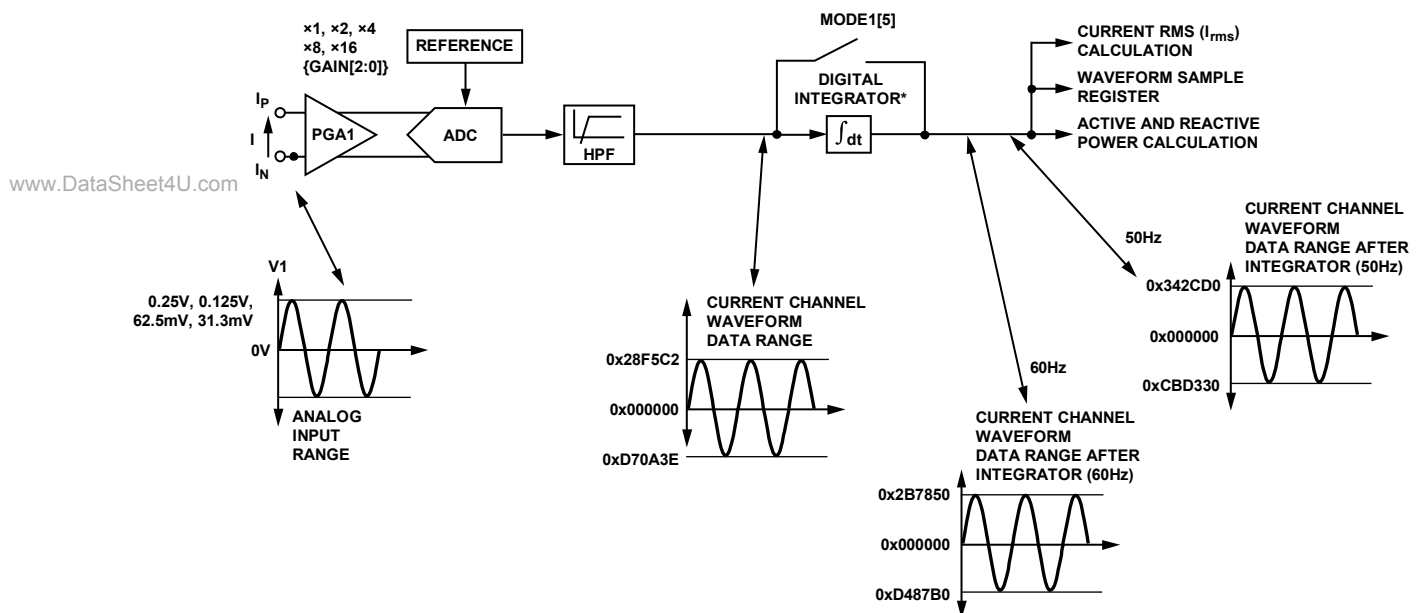 ×1, ×2, ×4
×8, ×16
{GAIN[2:0]}
REFERENCE
MODE1[5]
CURRENT RMS (Irms)
CALCULATION
WAVEFORM SAMPLE
REGISTER
ACTIVE AND REACTIVE
POWER CALCULATION
DIGITAL
INTEGRATOR*
IP
I
IN
PGA1
ADC
HPF
∫dt
www.DataSheet4U.com
V1
0.25V, 0.125V,
62.5mV, 31.3mV
0V
ANALOG
INPUT
RANGE
CURRENT CHANNEL
WAVEFORM
DATA RANGE
0x28F5C2
0x000000
0xD70A3E
50Hz
CURRENT CHANNEL
WAVEFORM
DATA RANGE AFTER
INTEGRATOR (50Hz)
0x342CD0
0x000000
0xCBD330
60Hz
CURRENT CHANNEL
WAVEFORM
DATA RANGE AFTER
INTEGRATOR (60Hz)
0x2B7850
0x000000
0xD487B0